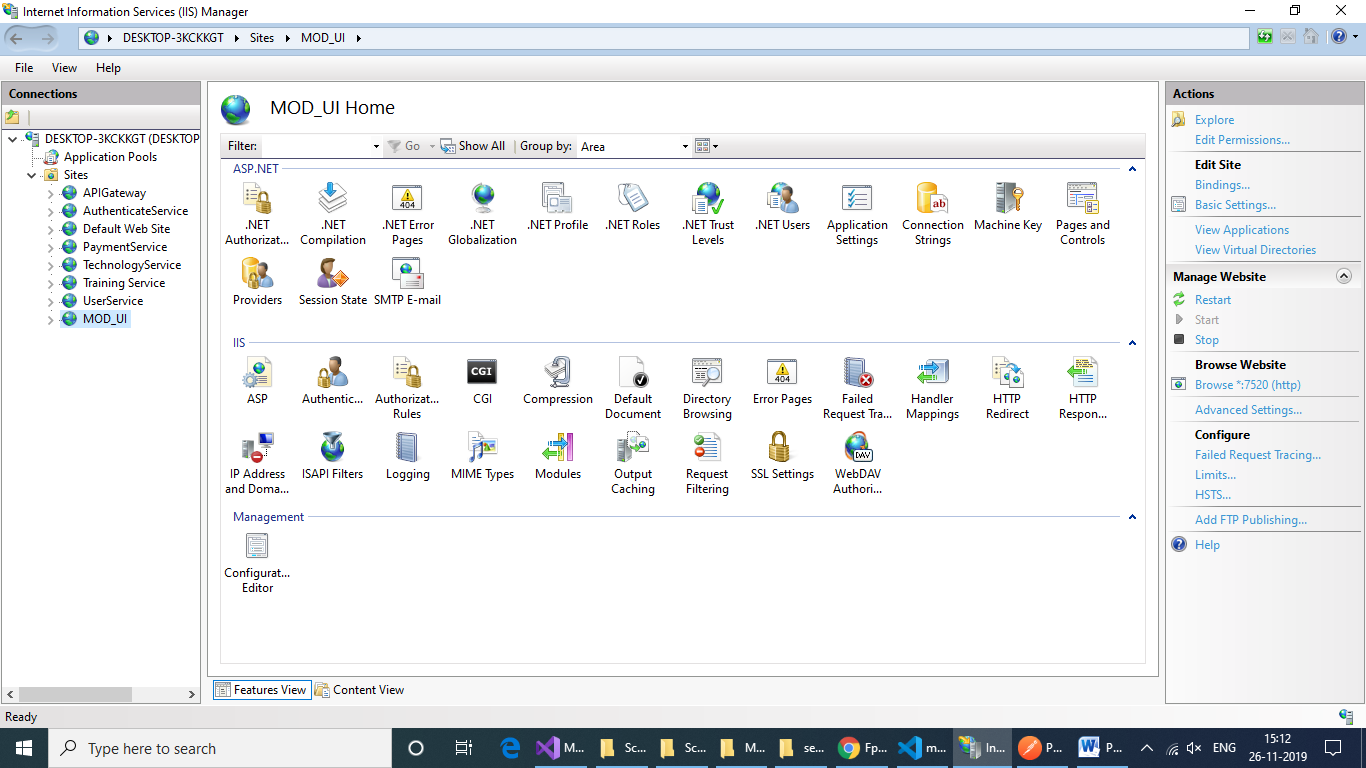 Internet Information Services (IIS) Manager
DESKTOP-3KCKKGT
Sites
MOD_UI
File View Help
Connections
DESKTOP-3KCKKGT (DESKTOP
Application Pools
Sites
APIGateway
AuthenticateService
Default Web Site
PaymentService
TechnologyService
Training Service
UserService
MOD_UI
MOD_UI Home
Filter: Go Show All Group by: Area
ASP.NET
.NET Authorizat...
.NET Compilation
.NET Error Pages
.NET Globalization
.NET Profile
.NET Roles
.NET Trust Levels
.NET Users
Application Settings
Connection Strings
Machine Key
Pages and Controls
Providers
Session State
SMTP E-mail
IIS
ASP
Authentic...
Authorizat... Rules
CGI
CGI
Compression
Default Document
Directory Browsing
404
Error Pages
Failed Request Tra...
Handler Mappings
HTTP Redirect
HTTP Respon...
IP Address and Doma...
ISAPI Filters
Logging
MIME Types
Modules
Output Caching
Request Filtering
SSL Settings
DAV
WebDAV Authori...
Management
Configurat... Editor
Features View
Content View
Actions
Explore
Edit Permissions...
Edit Site
Bindings...
Basic Settings...
View Applications
View Virtual Directories
Manage Website
Restart
Start
Stop
Browse Website
Browse *:7520 (http)
Advanced Settings...
Configure
Failed Request Tracing...
Limits...
HSTS...
Add FTP Publishing...
Help
Ready
Type here to search
M...
Sc...
Sc...
M...
se...
Fp...
m...
In...
P...
P...
ENG
15:12
26-11-2019